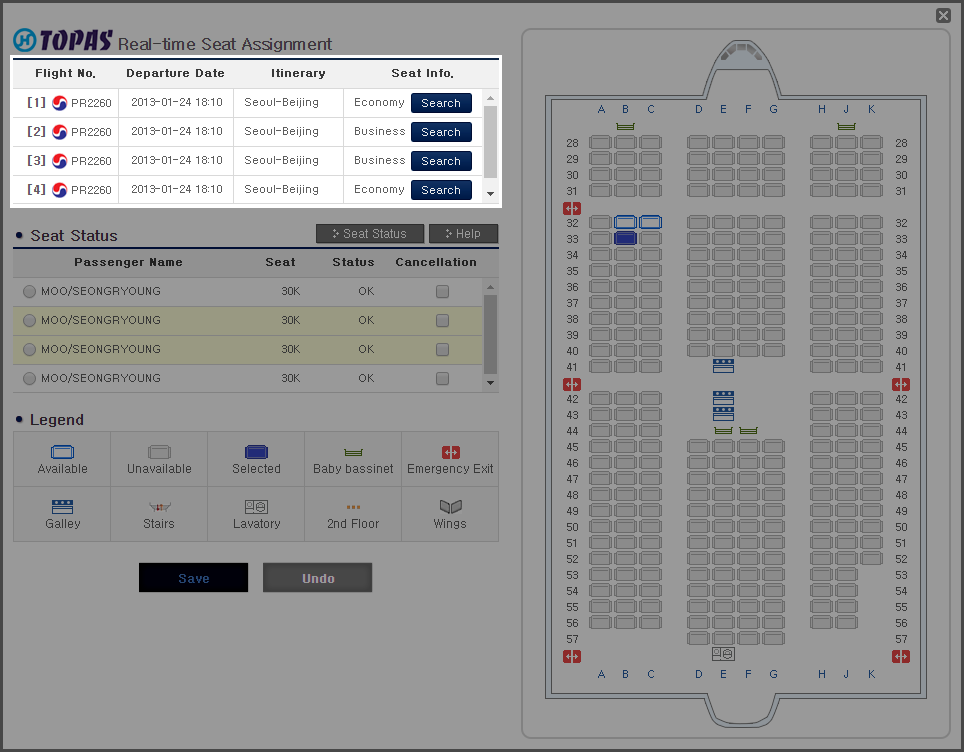 TOPAS Real-time Seat Assignment
Flight No. Departure Date Itinerary Seat Info.
[1] PR2260 2013-01-24 18:10 Seoul-Beijing Economy Search
[2] PR2260 2013-01-24 18:10 Seoul-Beijing Business Search
[3] PR2260 2013-01-24 18:10 Seoul-Beijing Business Search
[4] PR2260 2013-01-24 18:10 Seoul-Beijing Economy Search
• Seat Status Seat Status Help
Passenger Name Seat Status Cancellation
MOO/SEONGRYOUNG 30K OK
MOO/SEONGRYOUNG 30K OK
MOO/SEONGRYOUNG 30K OK
MOO/SEONGRYOUNG 30K OK
• Legend
Available Unavailable Selected Baby bassinet Emergency Exit
Galley Stairs Lavatory 2nd Floor Wings
Save Undo
A B C D E F G H J K
28 28
29 29
30 30
31 31
32 32
33 33
34 34
35 35
36 36
37 37
38 38
39 39
40 40
41 41
42 42
43 43
44 44
45 45
46 46
47 47
48 48
49 49
50 50
51 51
52 52
53 53
54 54
55 55
56 56
57 57
A B C D E F G H J K